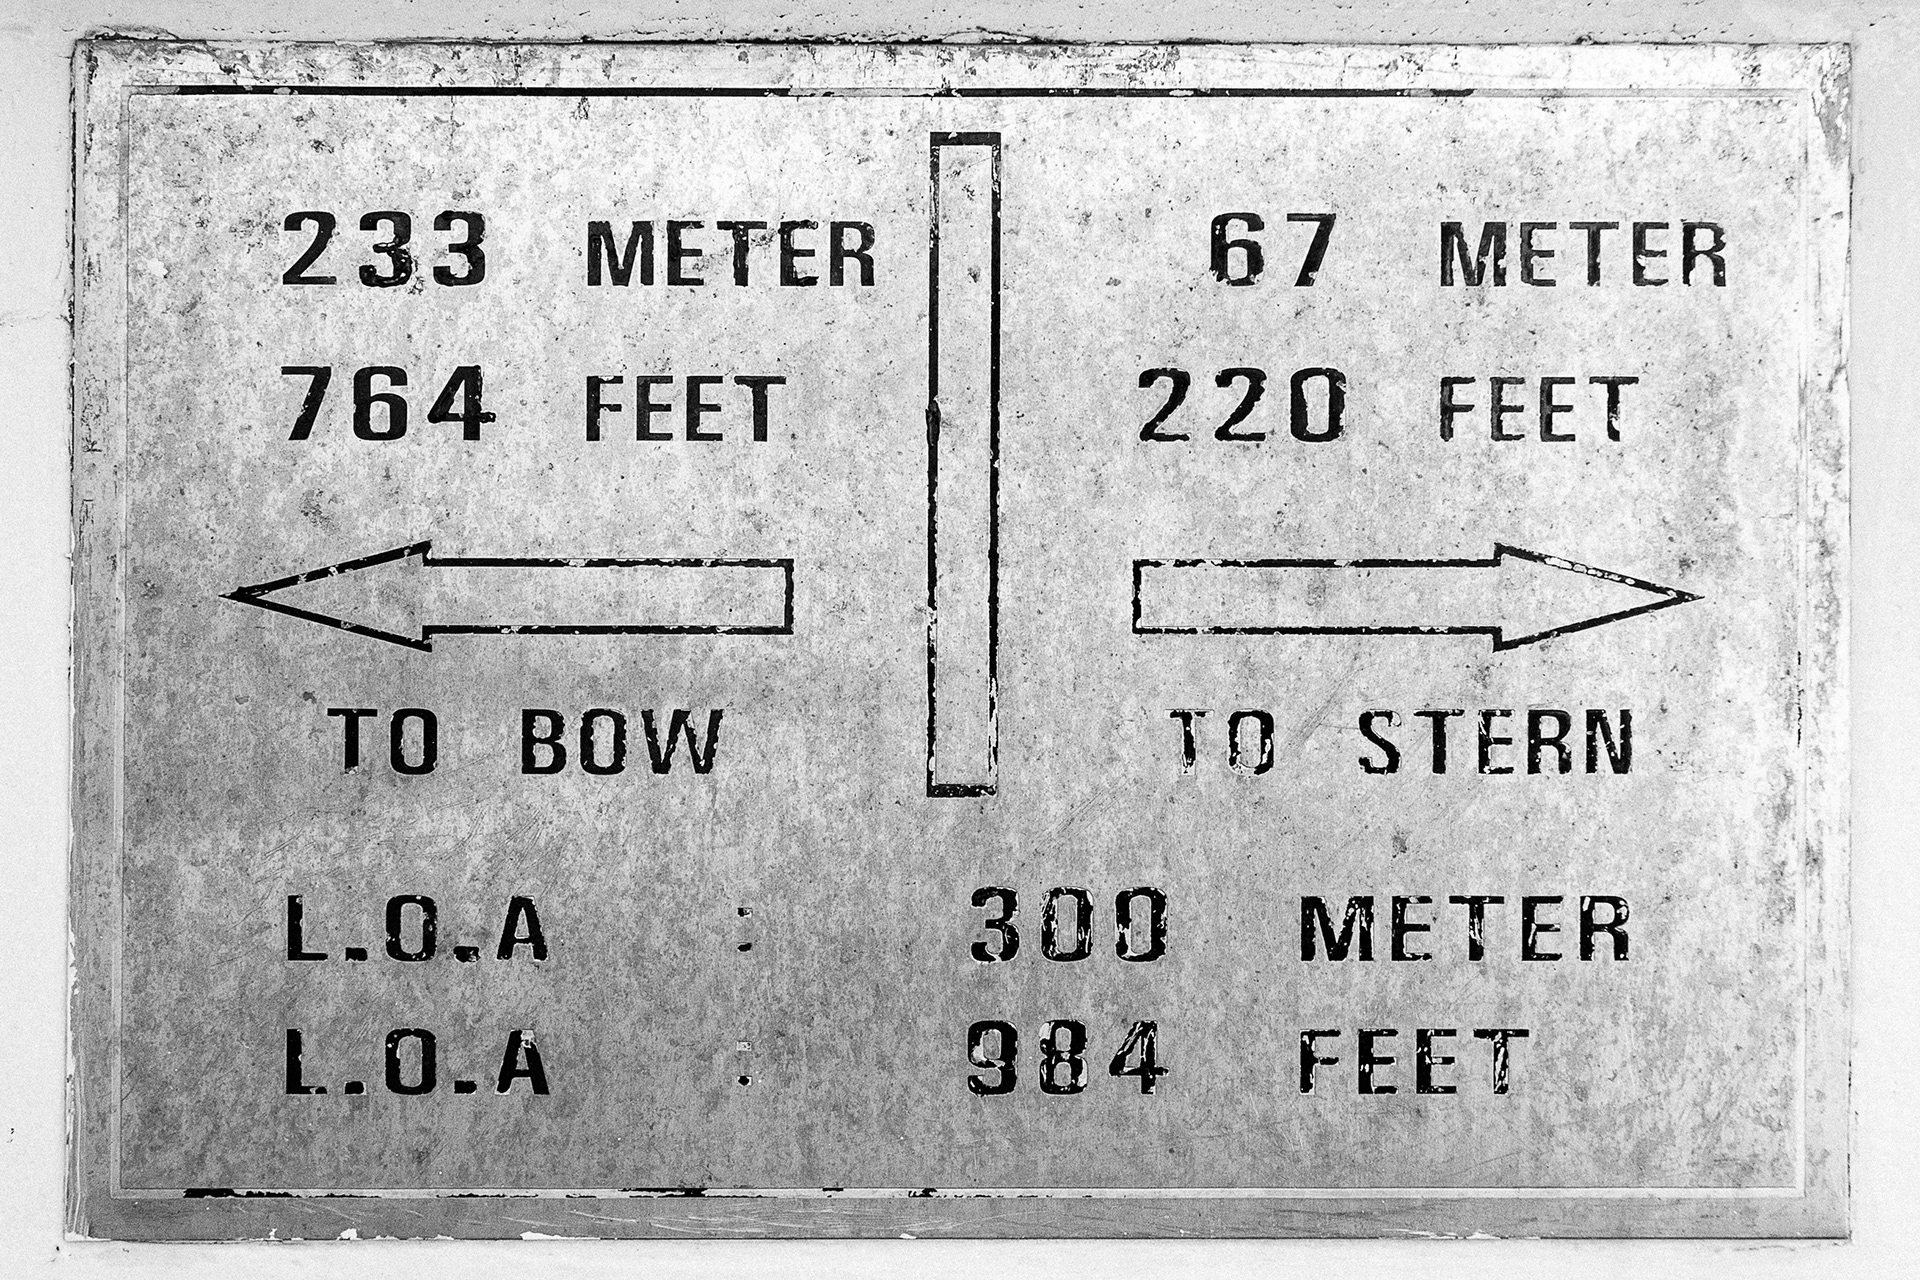 233 METER
764 FEET
TO BOW
67 METER
220 FEET
TO STERN
L.O.A : 300 METER
L.O.A : 984 FEET